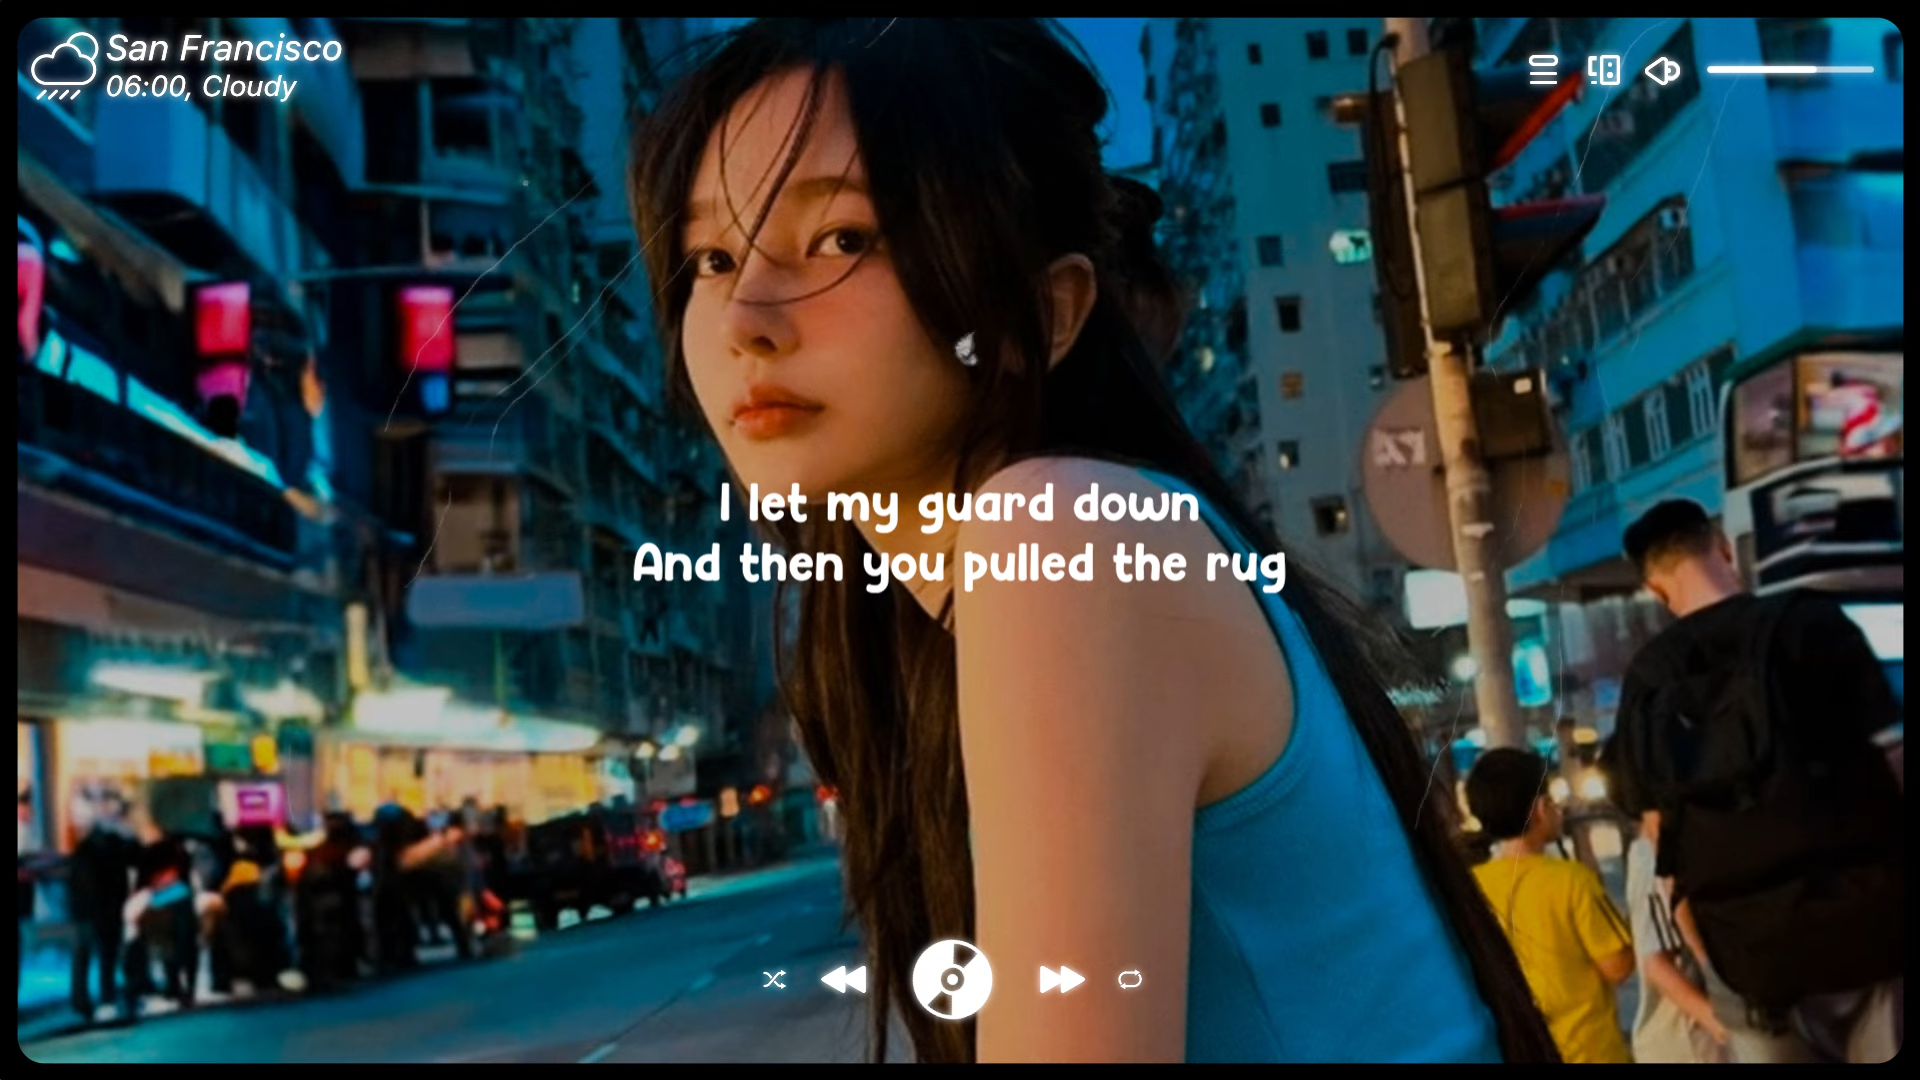 San Francisco
06:00, Cloudy
I let my guard down
And then you pulled the rug